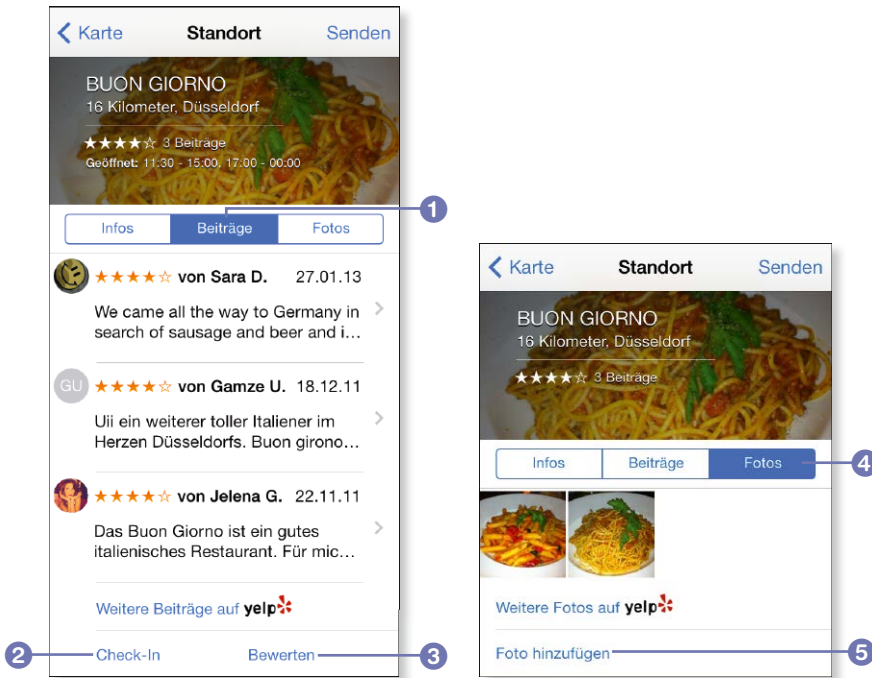 Karte Standort Senden
BUON GIORNO
16 Kilometer, Düsseldorf
★★★★☆ 3 Beiträge
Geöffnet: 11:30 - 15:00, 17:00 - 00:00
Infos Beiträge Fotos
1
★★★★☆ von Sara D. 27.01.13
We came all the way to Germany in
search of sausage and beer and i...
GU ★★★★☆ von Gamze U. 18.12.11
Uii ein weiterer toller Italiener im
Herzen Düsseldorfs. Buon girono...
★★★★☆ von Jelena G. 22.11.11
Das Buon Giorno ist ein gutes
italienisches Restaurant. Für mic...
Weitere Beiträge auf yelp
2 Check-In Bewerten 3
Karte Standort Senden
BUON GIORNO
16 Kilometer, Düsseldorf
★★★★☆ 3 Beiträge
Infos Beiträge Fotos 4
Weitere Fotos auf yelp
Foto hinzufügen 5